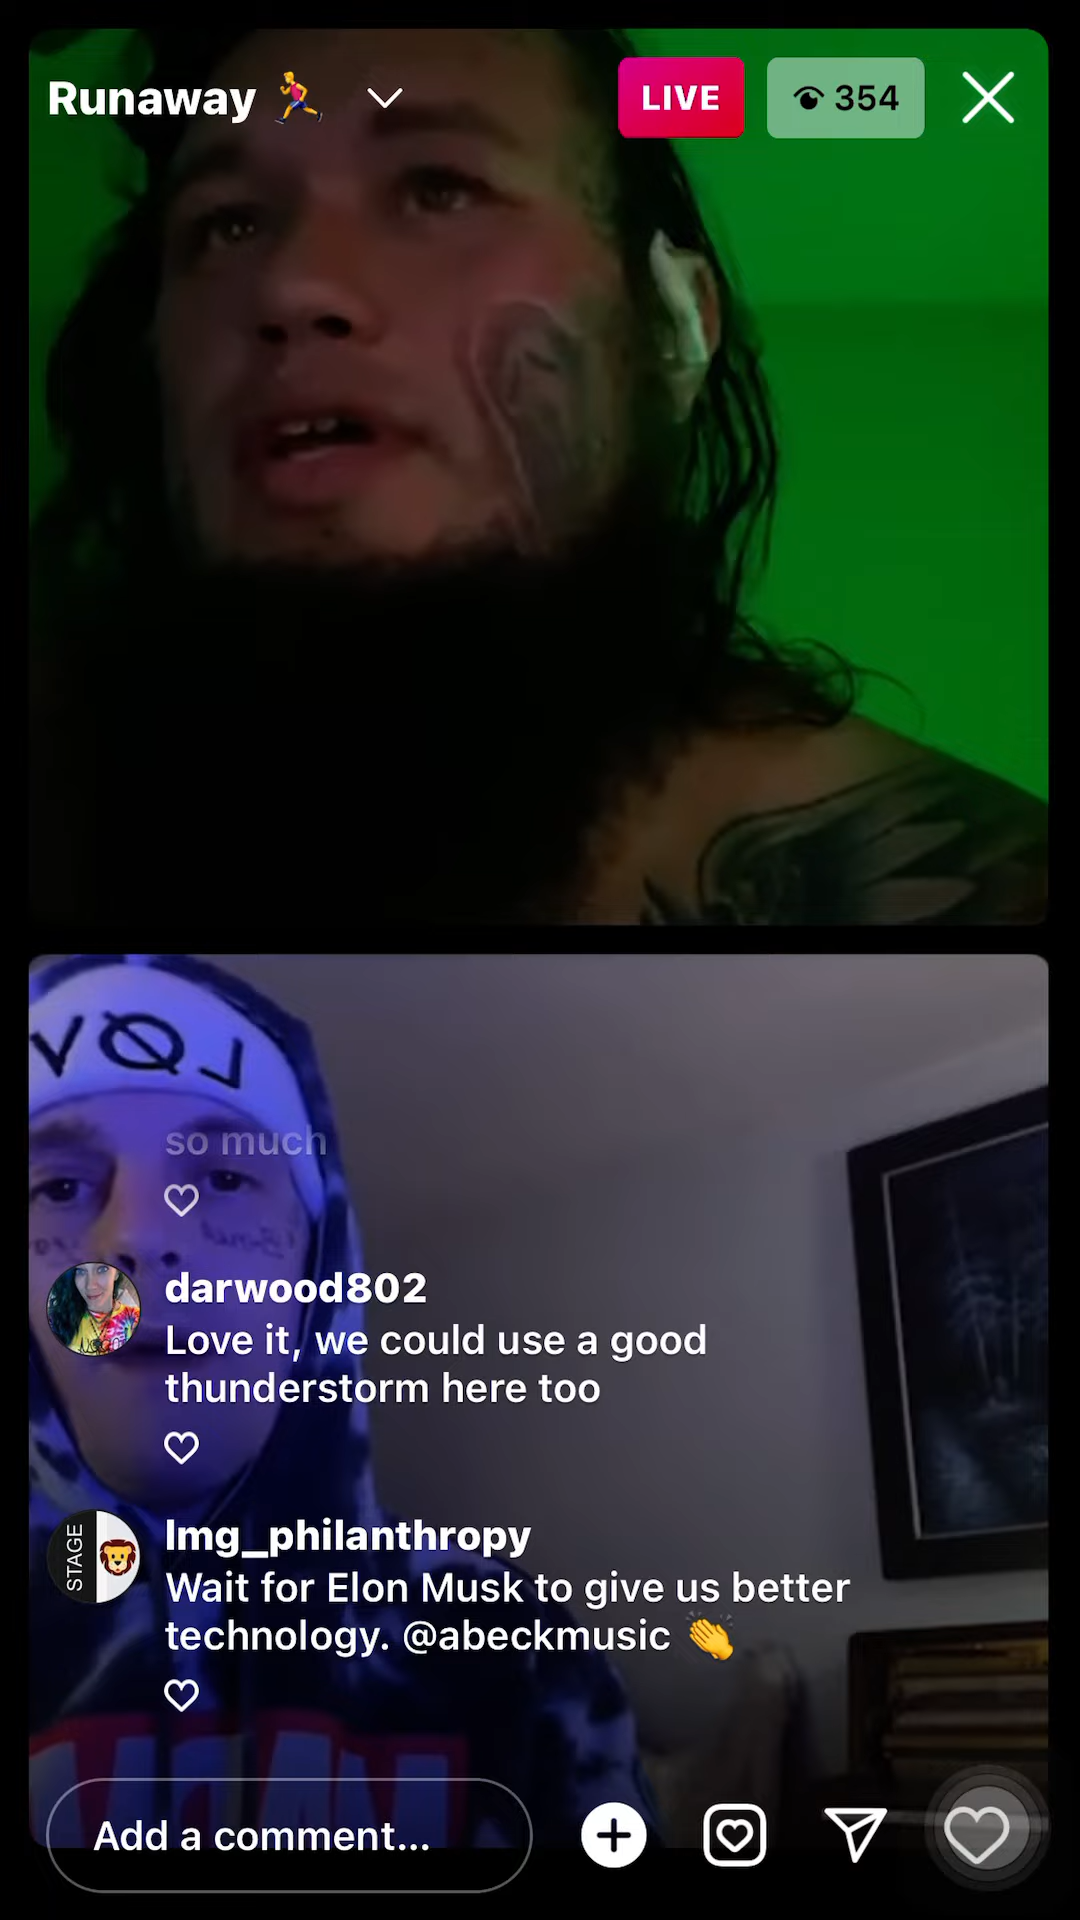 Runaway 🏃
LIVE
354
so much
darwood802
Love it, we could use a good
thunderstorm here too
STAGE
lmg_philanthropy
Wait for Elon Musk to give us better
technology. @abeckmusic 👏
Add a comment...